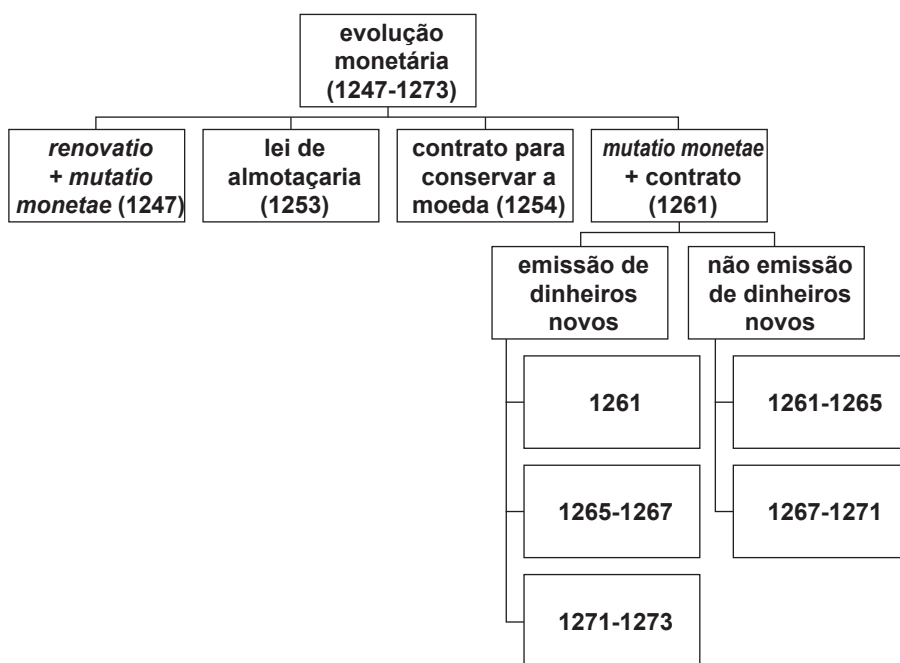 evolução
monetária
(1247-1273)
renovatio
+ mutatio
monetae (1247)
lei de
almotaçaria
(1253)
contrato para
conservar a
moeda (1254)
mutatio monetae
+ contrato
(1261)
emissão de
dinheiros
novos
não emissão
de dinheiros
novos
1261
1261-1265
1265-1267
1267-1271
1271-1273